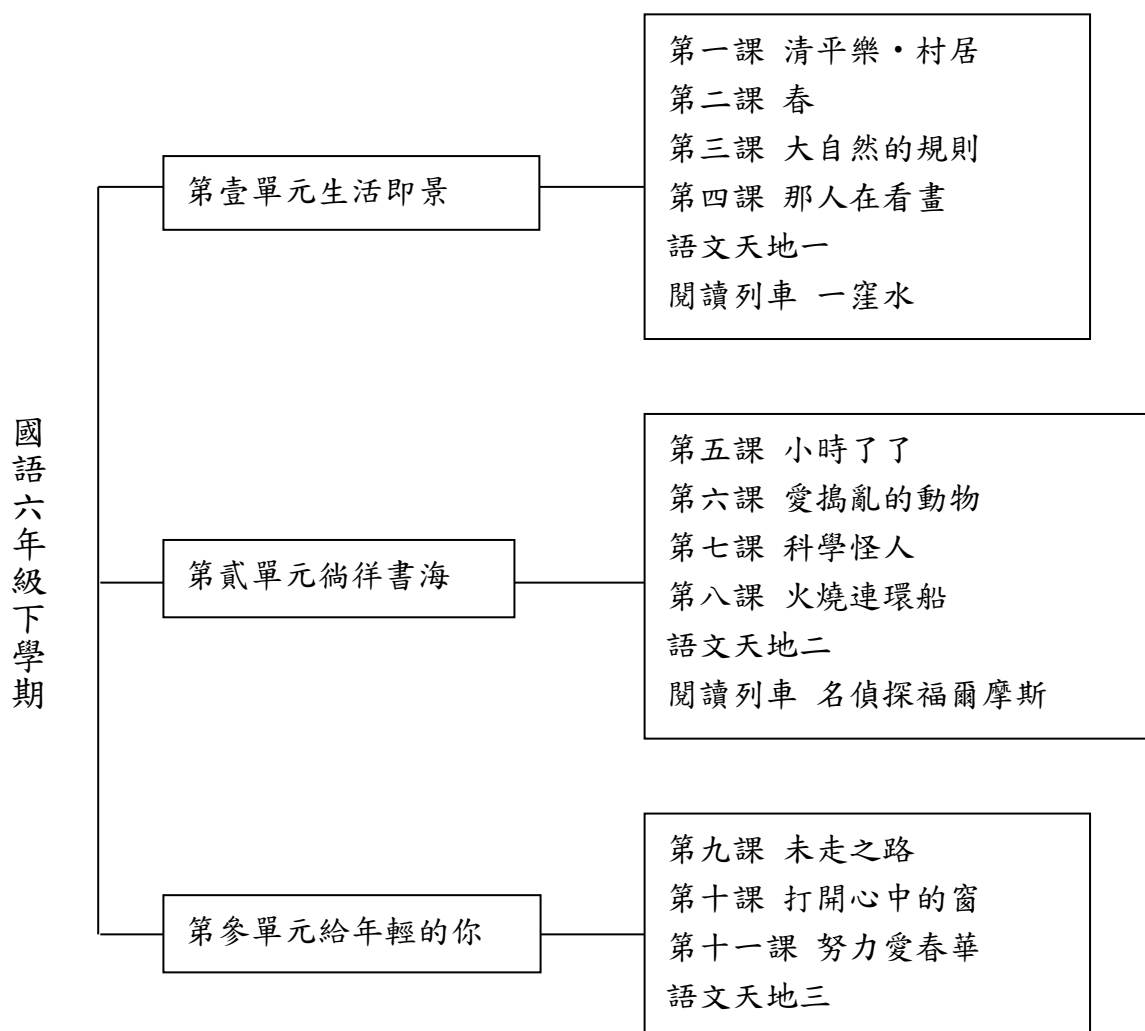 國語六年級下學期
第壹單元生活即景
第一課 清平樂·村居
第二課 春
第三課 大自然的規則
第四課 那人在看畫
語文天地一
閱讀列車 一窪水
第貳單元徜徉書海
第五課 小時了了
第六課 愛搗亂的動物
第七課 科學怪人
第八課 火燒連環船
語文天地二
閱讀列車 名偵探福爾摩斯
第參單元給年輕的你
第九課 未走之路
第十課 打開心中的窗
第十一課 努力愛春華
語文天地三